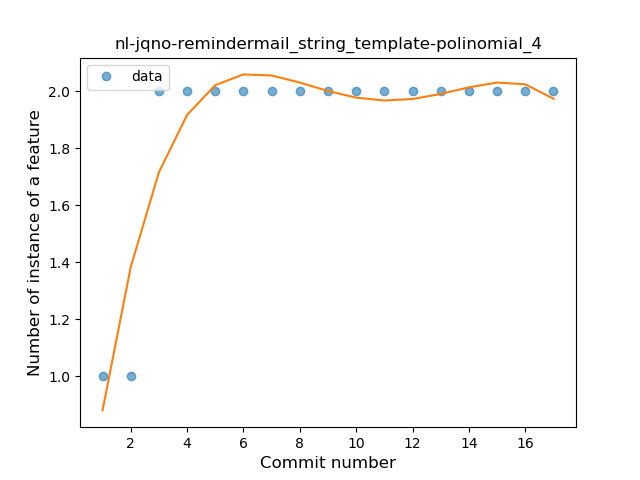 nl-jqno-remindermail_string_template-polinomial_4
data
Number of instance of a feature
2.0
1.8
1.6
1.4
1.2
1.0
2 4 6 8 10 12 14 16
Commit number